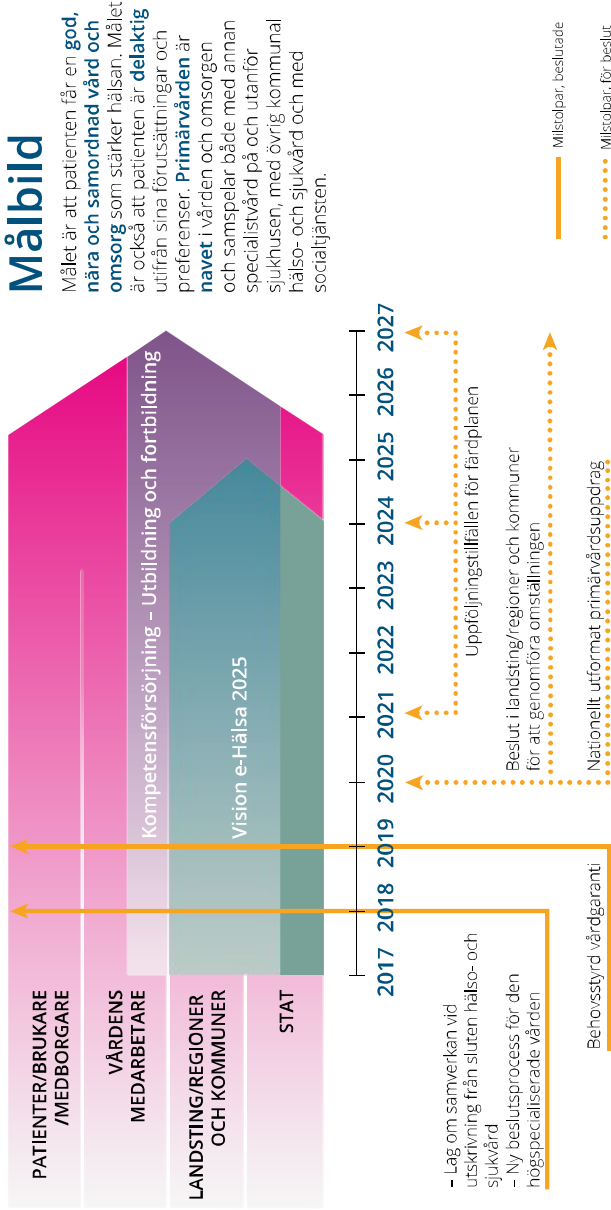 Målbild
Målet är att patienten får en god,
nära och samordnad vård och
omsorg som stärker hälsan. Målet
är också att patienten är delaktig
utifrån sina förutsättningar och
preferenser. Primärvården är
navet i vården och omsorgen
och samspelar både med annan
specialistvård på och utanför
sjukhusen, med övrig kommunal
hälso- och sjukvård och med
socialtjänsten.
PATIENTER/BRUKARE
/MEDBORGARE
VÅRDENS
MEDARBETARE
LANDSTING/REGIONER
OCH KOMMUNER
STAT
Kompetensförsörjning – Utbildning och fortbildning
Vision e-Hälsa 2025
2017 2018 2019 2020 2021 2022 2023 2024 2025 2026 2027
– Lag om samverkan vid
utskrivning från sluten hälso- och
sjukvård
– Ny beslutsprocess för den
högspecialiserade vården
Behovsstyrd vårdgaranti
Uppföljningstillfällen för färdplanen
Beslut i landsting/regioner och kommuner
för att genomföra omställningen
Nationellt utformat primärvårdsuppdrag
Milstolpar, beslutade
Milstolpar, för beslut